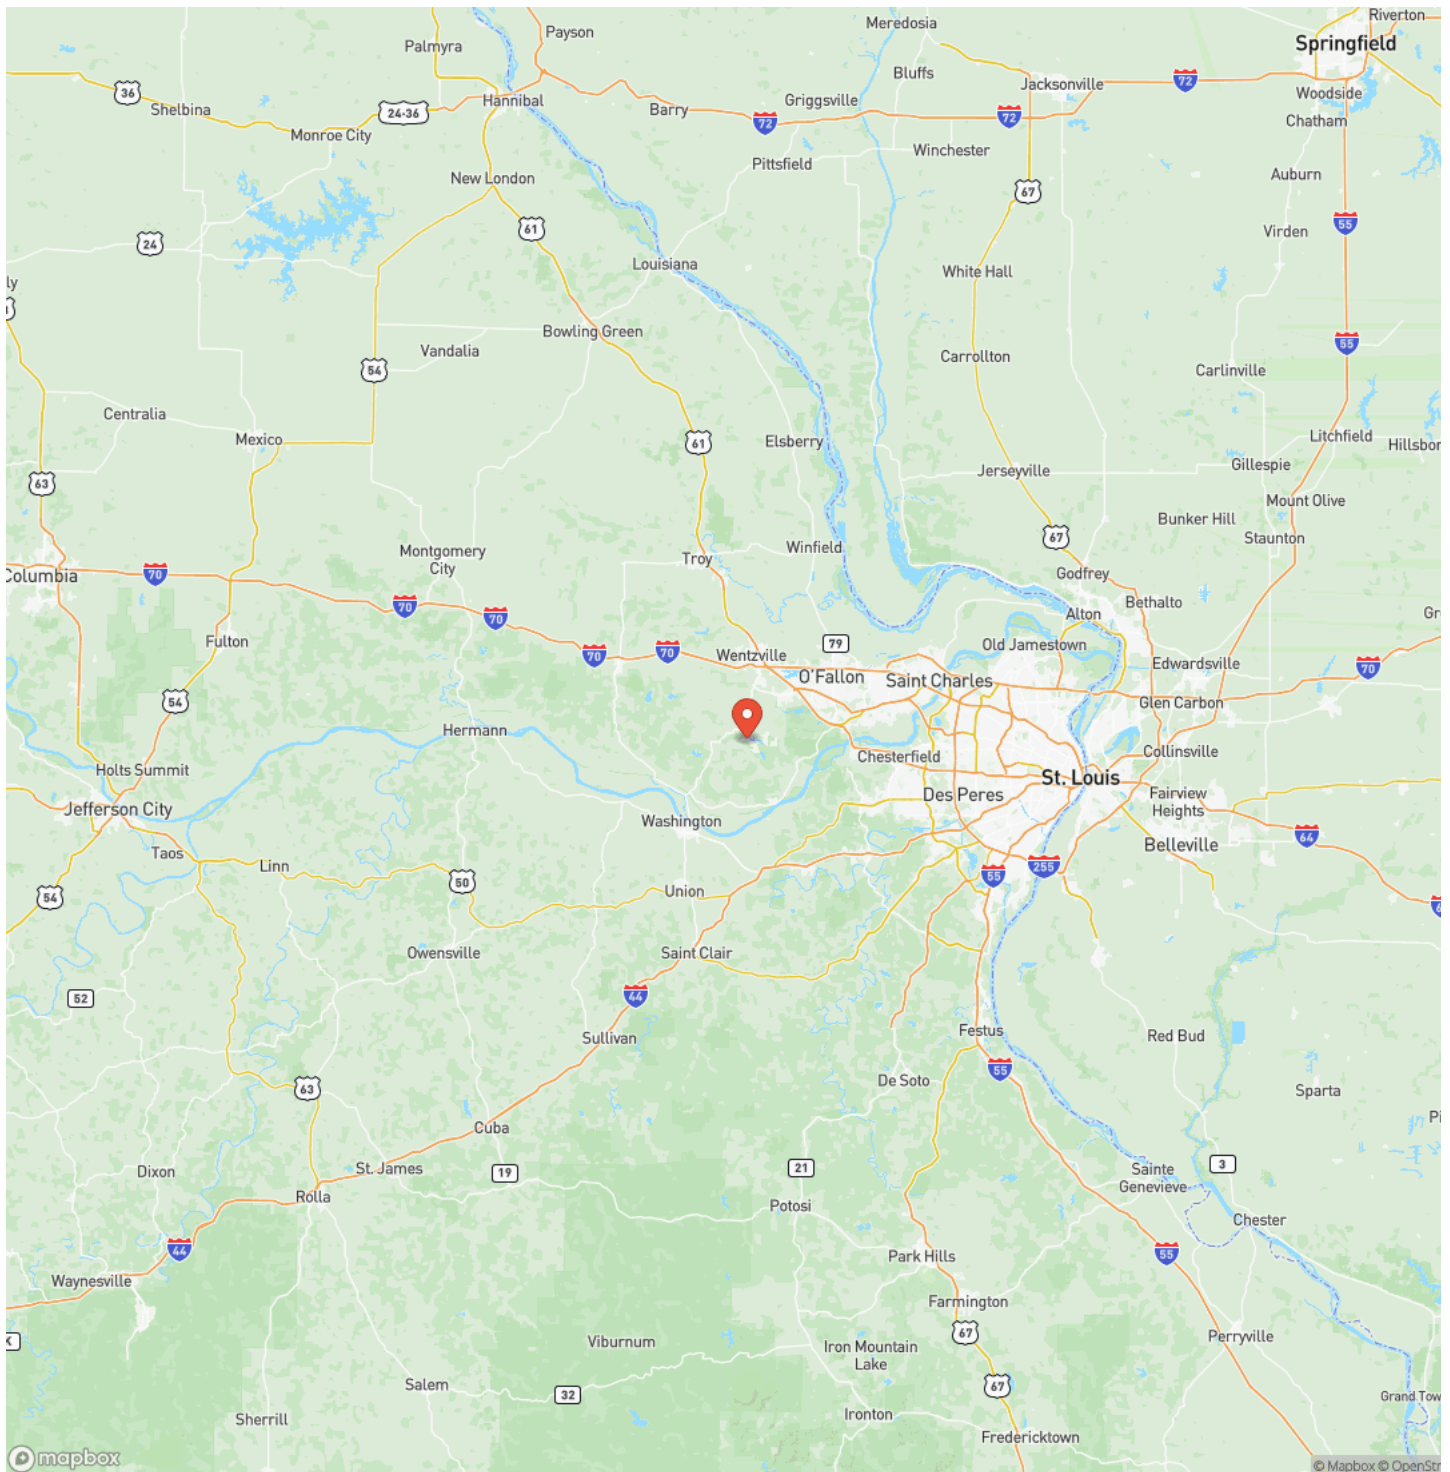 Riverton
Meredosia
Payson
Palmyra
Springfield
Bluffs
72
Jacksonville
36
Griggsville
Woodside
Hannibal
Shelbina
24-36
Barry
72
72
Chatham
Monroe City
Winchester
Pittsfield
Auburn
New London
67
55
61
Virden
24
Louisiana
White Hall
ly
Bowling Green
55
Vandalia
Carrollton
54
Carlinville
Centralia
Mexico
61
Elsberry
Litchfield
Hillsbor
Gillespie
Jerseyville
63
Mount Olive
Bunker Hill
67
Staunton
Montgomery
City
Winfield
Troy
Columbia
70
Godfrey
70
Bethalto
Alton
70
Gr
Fulton
79
Old Jamestown
70
70
Wentzville
Edwardsville
70
O'Fallon
Saint Charles
54
Glen Carbon
Hermann
Collinsville
Chesterfield
Holts Summit
St. Louis
Des Peres
Fairview
Heights
Jefferson City
Washington
64
Belleville
Taos
Linn
255
55
50
Union
54
6
Owensville
Saint Clair
52
44
Festus
Red Bud
Sullivan
55
De Soto
63
Sparta
Pi
Cuba
3
21
St. James
Dixon
19
Sainte
Genevieve
Rolla
Potosi
Chester
44
Park Hills
55
Waynesville
Farmington
67
Perryville
K
Viburnum
Iron Mountain
Lake
Salem
67
32
Grand Tow
Sherrill
Ironton
Fredericktown
mapbox
© Mapbox © OpenStr